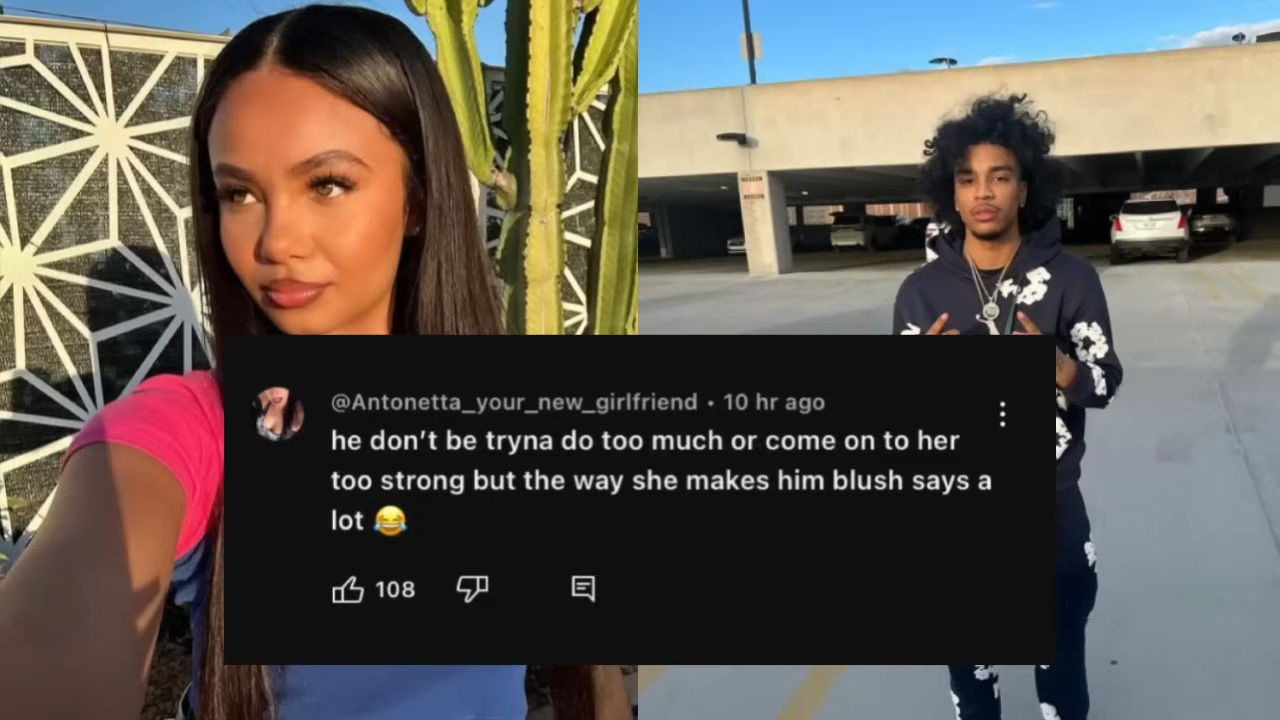 @Antonetta_your_new_girlfriend • 10 hr ago
he don’t be tryna do too much or come on to her
too strong but the way she makes him blush says a
lot 😂
108